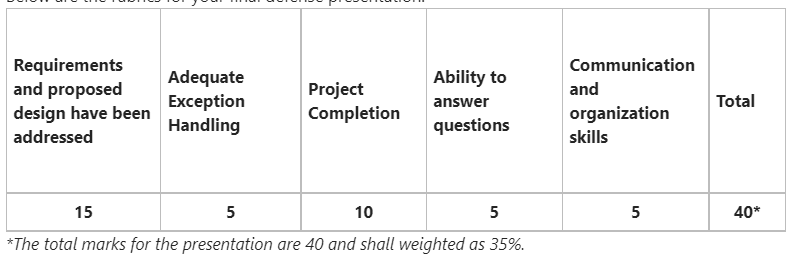 below are the rubrics for your final defense presentation.
Requirements
and proposed
design have been
addressed
Adequate
Exception
Handling
Project
Completion
Ability to
answer
questions
Communication
and
organization
skills
Total
15
5
10
5
5
40*
*The total marks for the presentation are 40 and shall weighted as 35%.